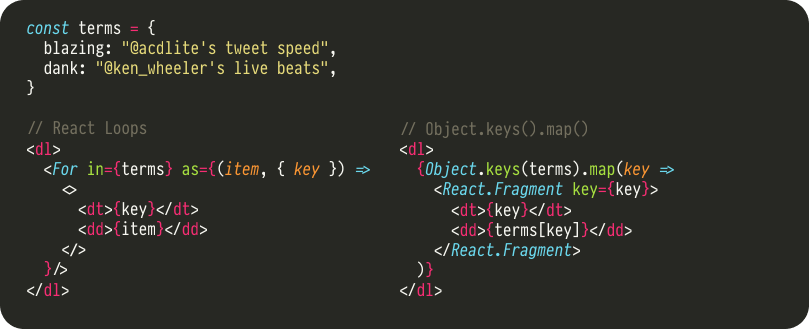 const terms = {
  blazing: "@acdlite's tweet speed",
  dank: "@ken_wheeler's live beats",
}
// React Loops
<dl>
  <For in={terms} as={(item, { key }) =>
    <>
      <dt>{key}</dt>
      <dd>{item}</dd>
    </>
  }/>
</dl>
// Object.keys().map()
<dl>
  {Object.keys(terms).map(key =>
    <React.Fragment key={key}>
      <dt>{key}</dt>
      <dd>{terms[key]}</dd>
    </React.Fragment>
  )}
</dl>